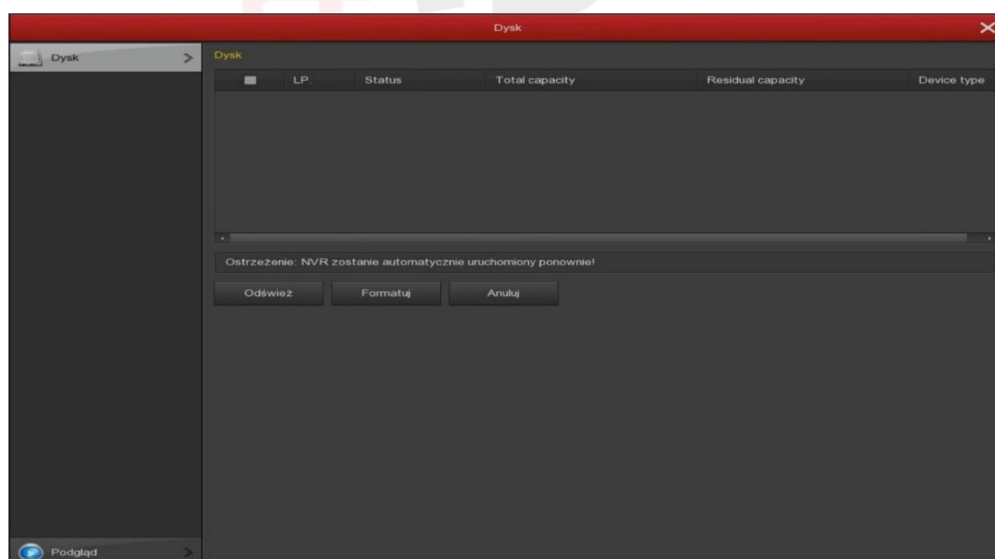 Dysk
Dysk
Dysk
LP. Status Total capacity Residual capacity Device type
Ostrzeżenie: NVR zostanie automatycznie uruchomiony ponownie!
Odśwież Formatuj Anuluj
Podgląd